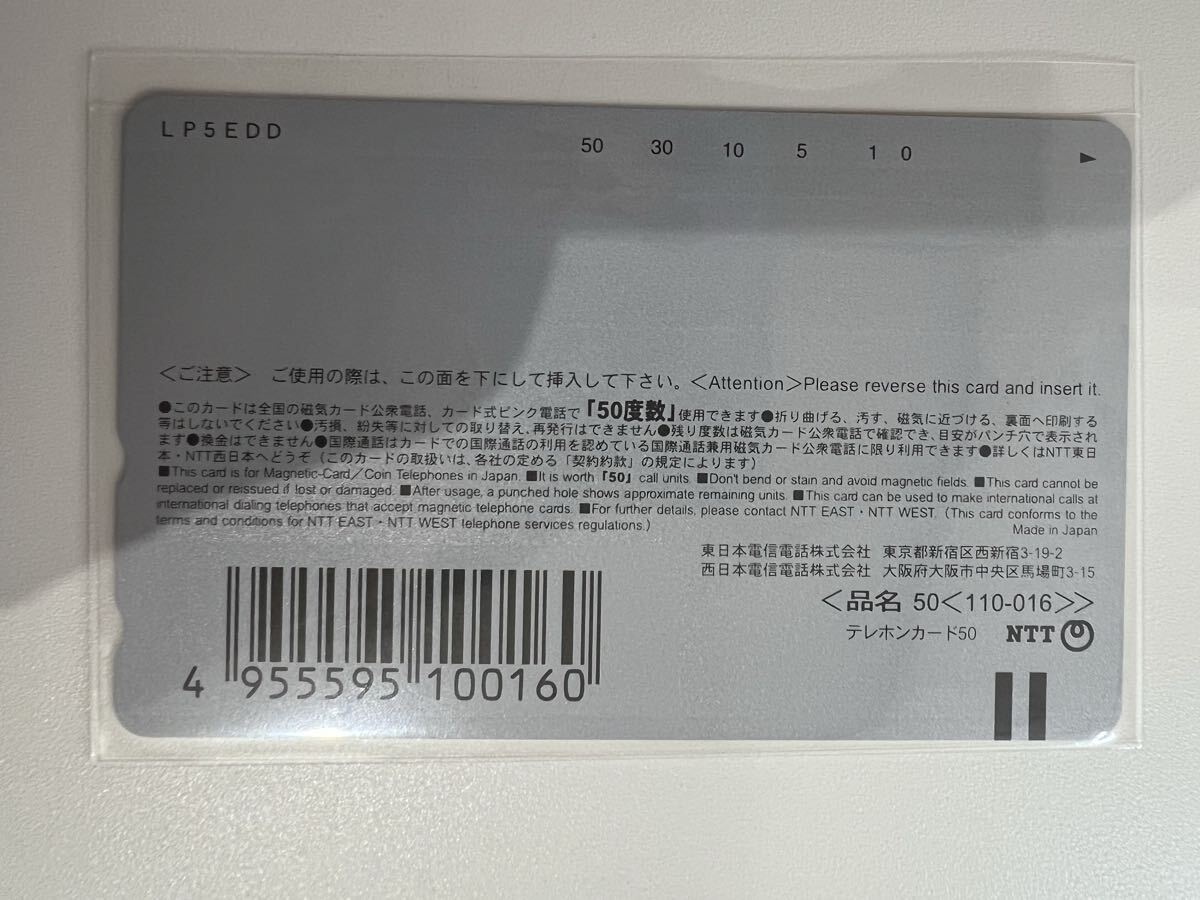 LP5EDD
50 30 10 5 1 0 ►
＜ご注意＞ ご使用の際は、この面を下にして挿入して下さい。＜Attention＞Please reverse this card and insert it.
●このカードは全国の磁気カード公衆電話、カード式ピンク電話で「50度数」使用できます●折り曲げる、汚す、磁気に近づける、裏面へ印刷する
等はしないでください●汚損、紛失等に対しての取り替え、再発行はできません●残り度数は磁気カード公衆電話で確認でき、目安がパンチ穴で表示され
ます●換金はできません●国際通話はカードでの国際通話の利用を認めている国際通話兼用磁気カード公衆電話に限り利用できます●詳しくはNTT東日
本・NTT西日本へどうぞ（このカードの取扱いは、各社の定める「契約約款」の規定によります）
■This card is for Magnetic-Card/Coin Telephones in Japan. ■It is worth「50」call units. ■Don't bend or stain and avoid magnetic fields. ■This card cannot be
replaced or reissued if lost or damaged. ■After usage, a punched hole shows approximate remaining units. ■This card can be used to make international calls at
international dialing telephones that accept magnetic telephone cards. ■For further details, please contact NTT EAST・NTT WEST. (This card conforms to the
terms and conditions for NTT EAST・NTT WEST telephone services regulations.)
Made in Japan
東日本電信電話株式会社 東京都新宿区西新宿3-19-2
西日本電信電話株式会社 大阪府大阪市中央区馬場町3-15
＜品名 50＜110-016＞＞
テレホンカード50 NTT
4 955595 100160